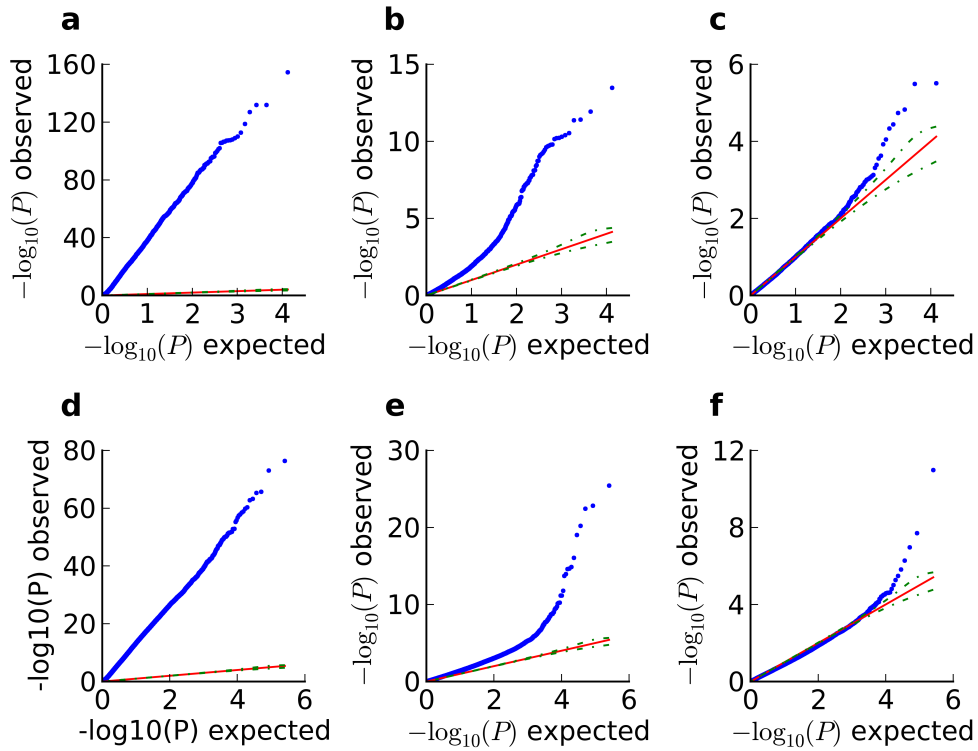 a
160
120
80
40
0
0 1 2 3 4
−log₁₀(P) observed
−log₁₀(P) expected
b
15
10
5
0
0 1 2 3 4
−log₁₀(P) observed
−log₁₀(P) expected
c
6
4
2
0
0 1 2 3 4
−log₁₀(P) observed
−log₁₀(P) expected
d
80
60
40
20
0
0 2 4 6
-log10(P) observed
-log10(P) expected
e
30
20
10
0
0 2 4 6
−log₁₀(P) observed
−log₁₀(P) expected
f
12
8
4
0
0 2 4 6
−log₁₀(P) observed
−log₁₀(P) expected